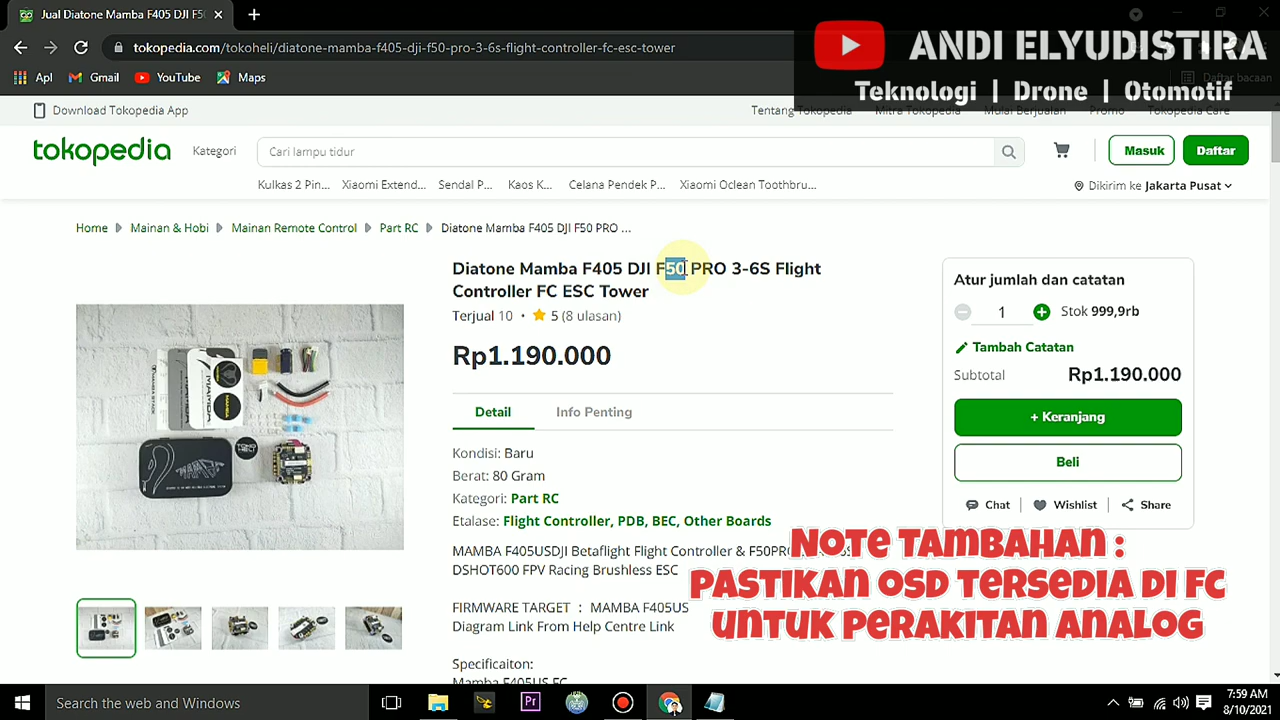 Jual Diatone Mamba F405 DJI F5
tokopedia.com/tokoheli/diatone-mamba-f405-dji-f50-pro-3-6s-flight-controller-fc-esc-tower
ANDI ELYUDISTIRA
Teknologi | Drone | Otomotif
Apl Gmail YouTube Maps Daftar bacaan
Download Tokopedia App Tentang Tokopedia Mitra Tokopedia Mulai Berjualan Promo Tokopedia Care
tokopedia Kategori Cari lampu tidur Masuk Daftar
Kulkas 2 Pin... Xiaomi Extend... Sendal P... Kaos K... Celana Pendek P... Xiaomi Oclean Toothbru... Dikirim ke Jakarta Pusat
Home Mainan & Hobi Mainan Remote Control Part RC Diatone Mamba F405 DJI F50 PRO ...
Diatone Mamba F405 DJI F50 PRO 3-6S Flight
Controller FC ESC Tower
Terjual 10 • 5 (8 ulasan)
Rp1.190.000
Detail Info Penting
Kondisi: Baru
Berat: 80 Gram
Kategori: Part RC
Etalase: Flight Controller, PDB, BEC, Other Boards
MAMBA F405USDJI Betaflight Flight Controller & F50PRO
DSHOT600 FPV Racing Brushless ESC
FIRMWARE TARGET : MAMBA F405US
Diagram Link From Help Centre Link
Specificaiton:
Mamba F405US FC
Atur jumlah dan catatan
1 Stok 999,9rb
Tambah Catatan
Subtotal Rp1.190.000
+ Keranjang
Beli
Chat Wishlist Share
NOTE TAMBAHAN :
PASTIKAN OSD TERSEDIA DI FC
UNTUK PERAKITAN ANALOG
Type here to search the web and Windows
7:59 AM
8/10/2021